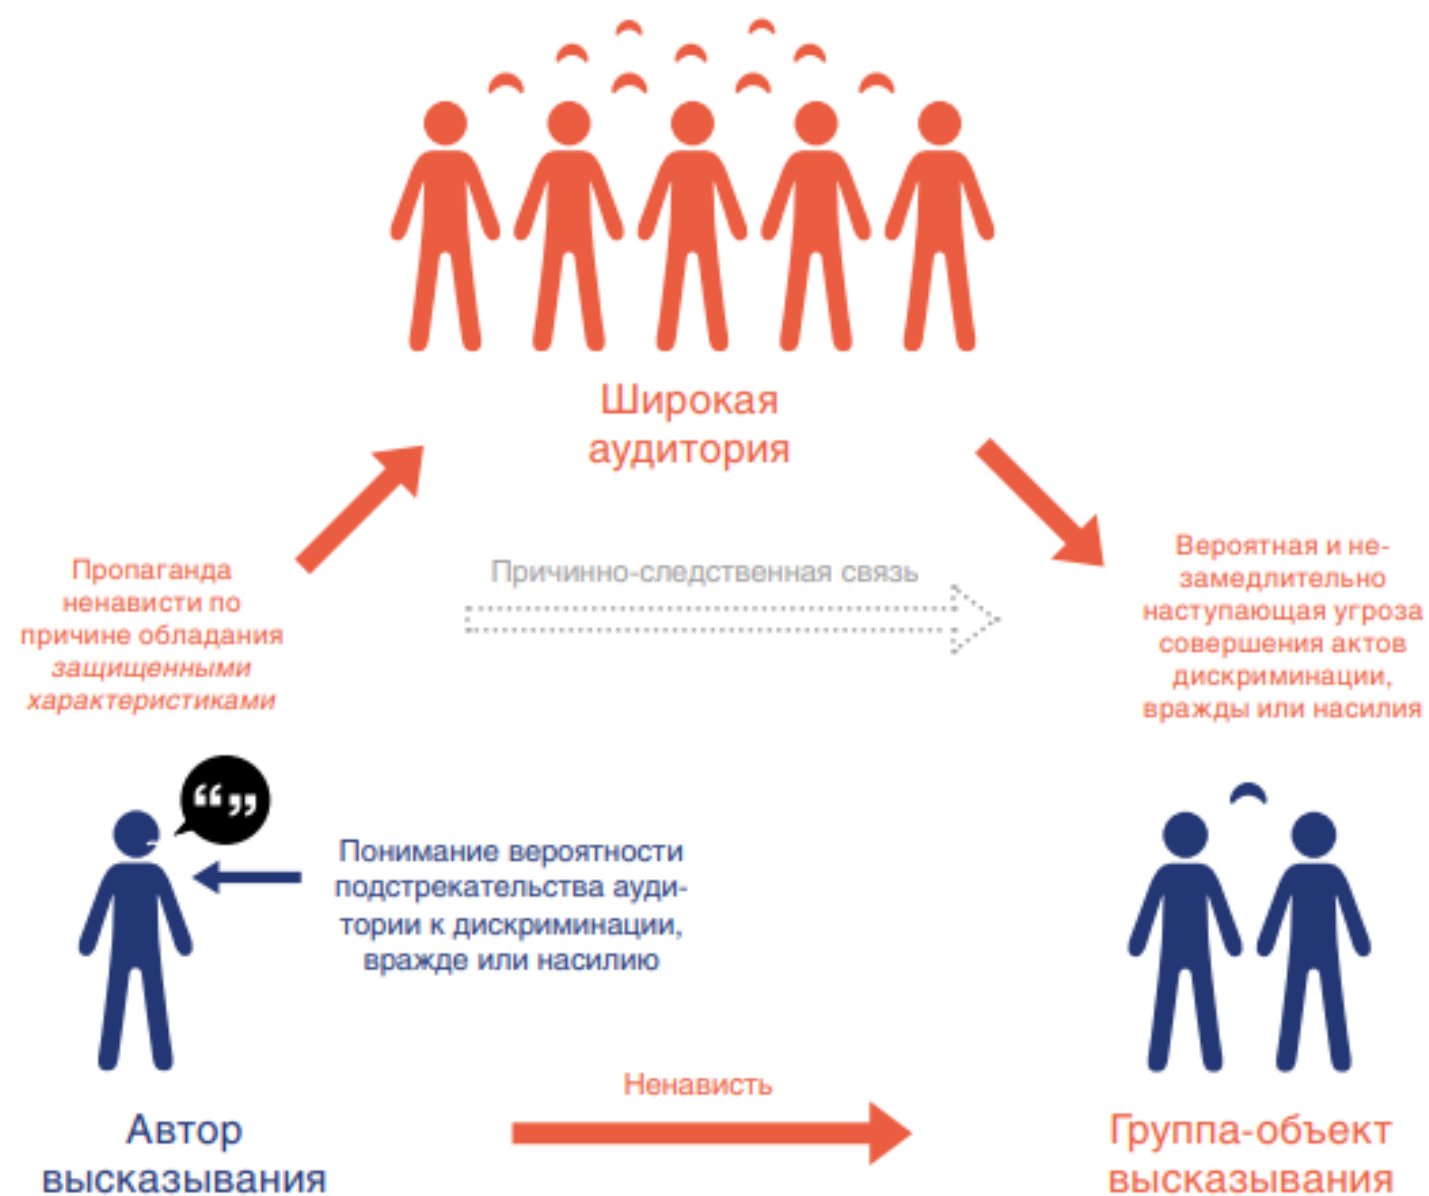 Широкая
аудитория
Причинно-следственная связь
Пропаганда
ненависти по
причине обладания
защищенными
характеристиками
Вероятная и не-
замедлительно
наступающая угроза
совершения актов
дискриминации,
вражды или насилия
“ ”
Понимание вероятности
подстрекательства ауди-
тории к дискриминации,
вражде или насилию
Ненависть
Автор
высказывания
Группа-объект
высказывания